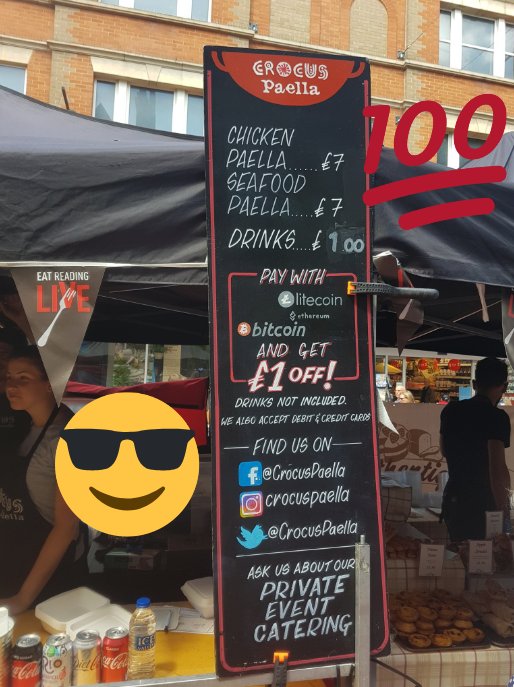 100
CROCUS
Paella
CHICKEN
PAELLA......£7
SEAFOOD
PAELLA.....£7
DRINKS....£1.00
PAY WITH
litecoin
ethereum
bitcoin
AND GET
£1 OFF!
DRINKS NOT INCLUDED.
WE ALSO ACCEPT DEBIT & CREDIT CARDS
FIND US ON
@CrocusPaella
crocuspaella
@CrocusPaella
ASK US ABOUT OUR
PRIVATE
EVENT
CATERING
EAT READING
LIVE
RIO
Diet
Coca-Cola
ICE